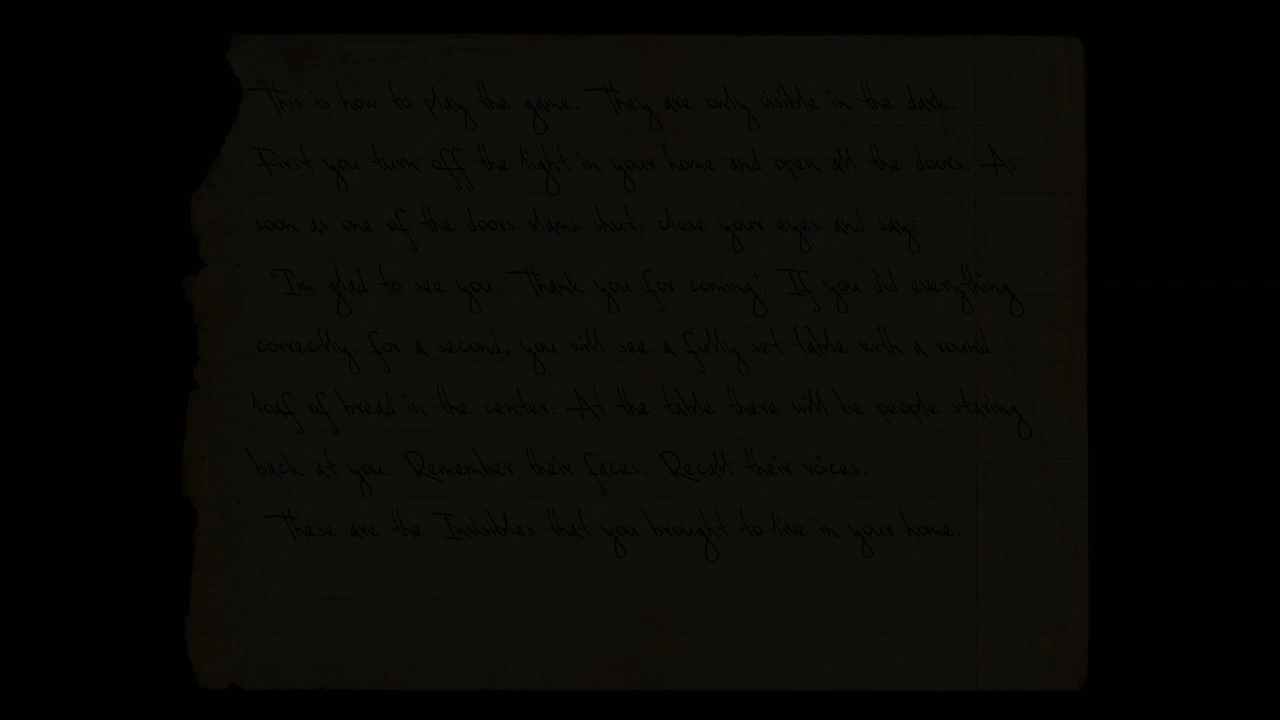 This is how to play the game. They are only visible in the dark.
First you turn off the light in your home and open all the doors. As
soon as one of the doors slams shut, close your eyes and say:
"Im glad to see you. Thank you for coming". If you did everything
correctly, for a second, you will see a fully set table with a round
loaf of bread in the center. At the table there will be people staring
back at you. Remember their faces. Recall their voices.
These are the Invisibles that you brought to live in your home.